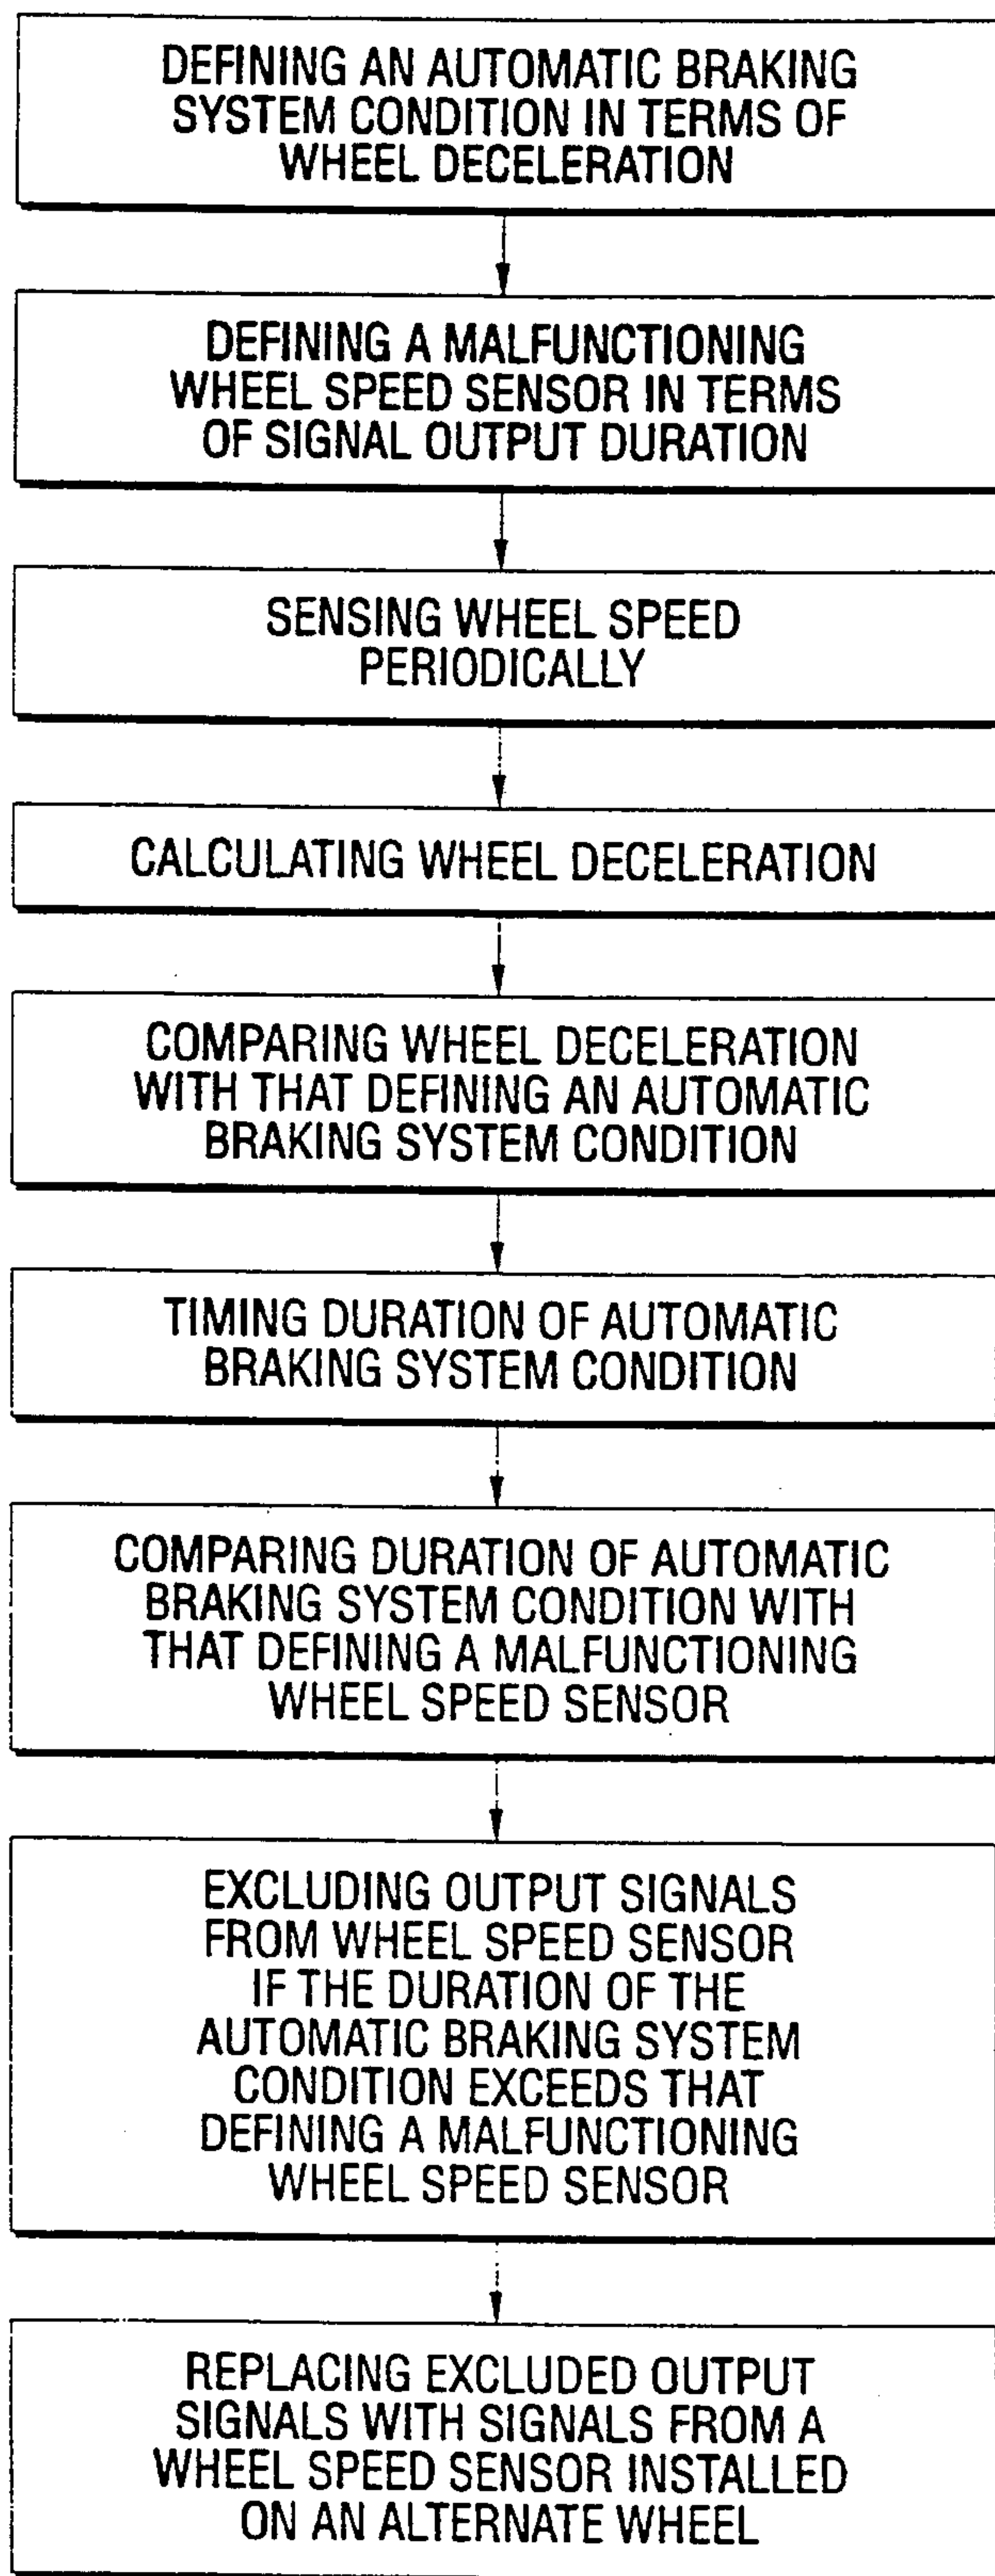 DEFINING AN AUTOMATIC BRAKING
SYSTEM CONDITION IN TERMS OF
WHEEL DECELERATION
DEFINING A MALFUNCTIONING
WHEEL SPEED SENSOR IN TERMS
OF SIGNAL OUTPUT DURATION
SENSING WHEEL SPEED
PERIODICALLY
CALCULATING WHEEL DECELERATION
COMPARING WHEEL DECELERATION
WITH THAT DEFINING AN AUTOMATIC
BRAKING SYSTEM CONDITION
TIMING DURATION OF AUTOMATIC
BRAKING SYSTEM CONDITION
COMPARING DURATION OF AUTOMATIC
BRAKING SYSTEM CONDITION WITH
THAT DEFINING A MALFUNCTIONING
WHEEL SPEED SENSOR
EXCLUDING OUTPUT SIGNALS
FROM WHEEL SPEED SENSOR
IF THE DURATION OF THE
AUTOMATIC BRAKING SYSTEM
CONDITION EXCEEDS THAT
DEFINING A MALFUNCTIONING
WHEEL SPEED SENSOR
REPLACING EXCLUDED OUTPUT
SIGNALS WITH SIGNALS FROM A
WHEEL SPEED SENSOR INSTALLED
ON AN ALTERNATE WHEEL